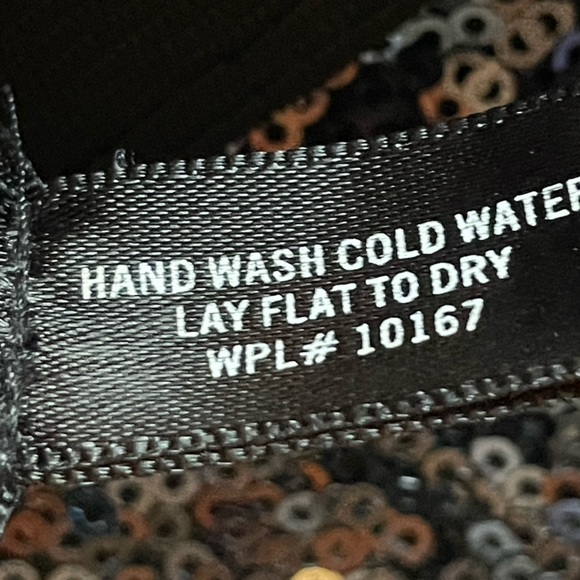 HAND WASH COLD WATER
LAY FLAT TO DRY
WPL# 10167